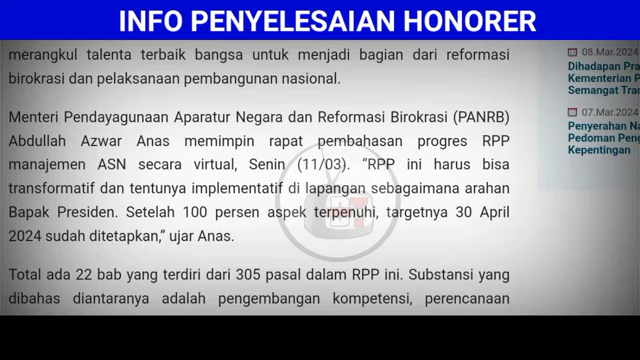 INFO PENYELESAIAN HONORER
merangkul talenta terbaik bangsa untuk menjadi bagian dari reformasi
birokrasi dan pelaksanaan pembangunan nasional.
Menteri Pendayagunaan Aparatur Negara dan Reformasi Birokrasi (PANRB)
Abdullah Azwar Anas memimpin rapat pembahasan progres RPP
manajemen ASN secara virtual, Senin (11/03). “RPP ini harus bisa
transformatif dan tentunya implementatif di lapangan sebagaimana arahan
Bapak Presiden. Setelah 100 persen aspek terpenuhi, targetnya 30 April
2024 sudah ditetapkan,” ujar Anas.
Total ada 22 bab yang terdiri dari 305 pasal dalam RPP ini. Substansi yang
dibahas diantaranya adalah pengembangan kompetensi, perencanaan
08.Mar.2024
Dihadapan Pra
Kementerian P
Semangat Tran
07.Mar.2024
Penyerahan Na
Pedoman Peng
Kepentingan